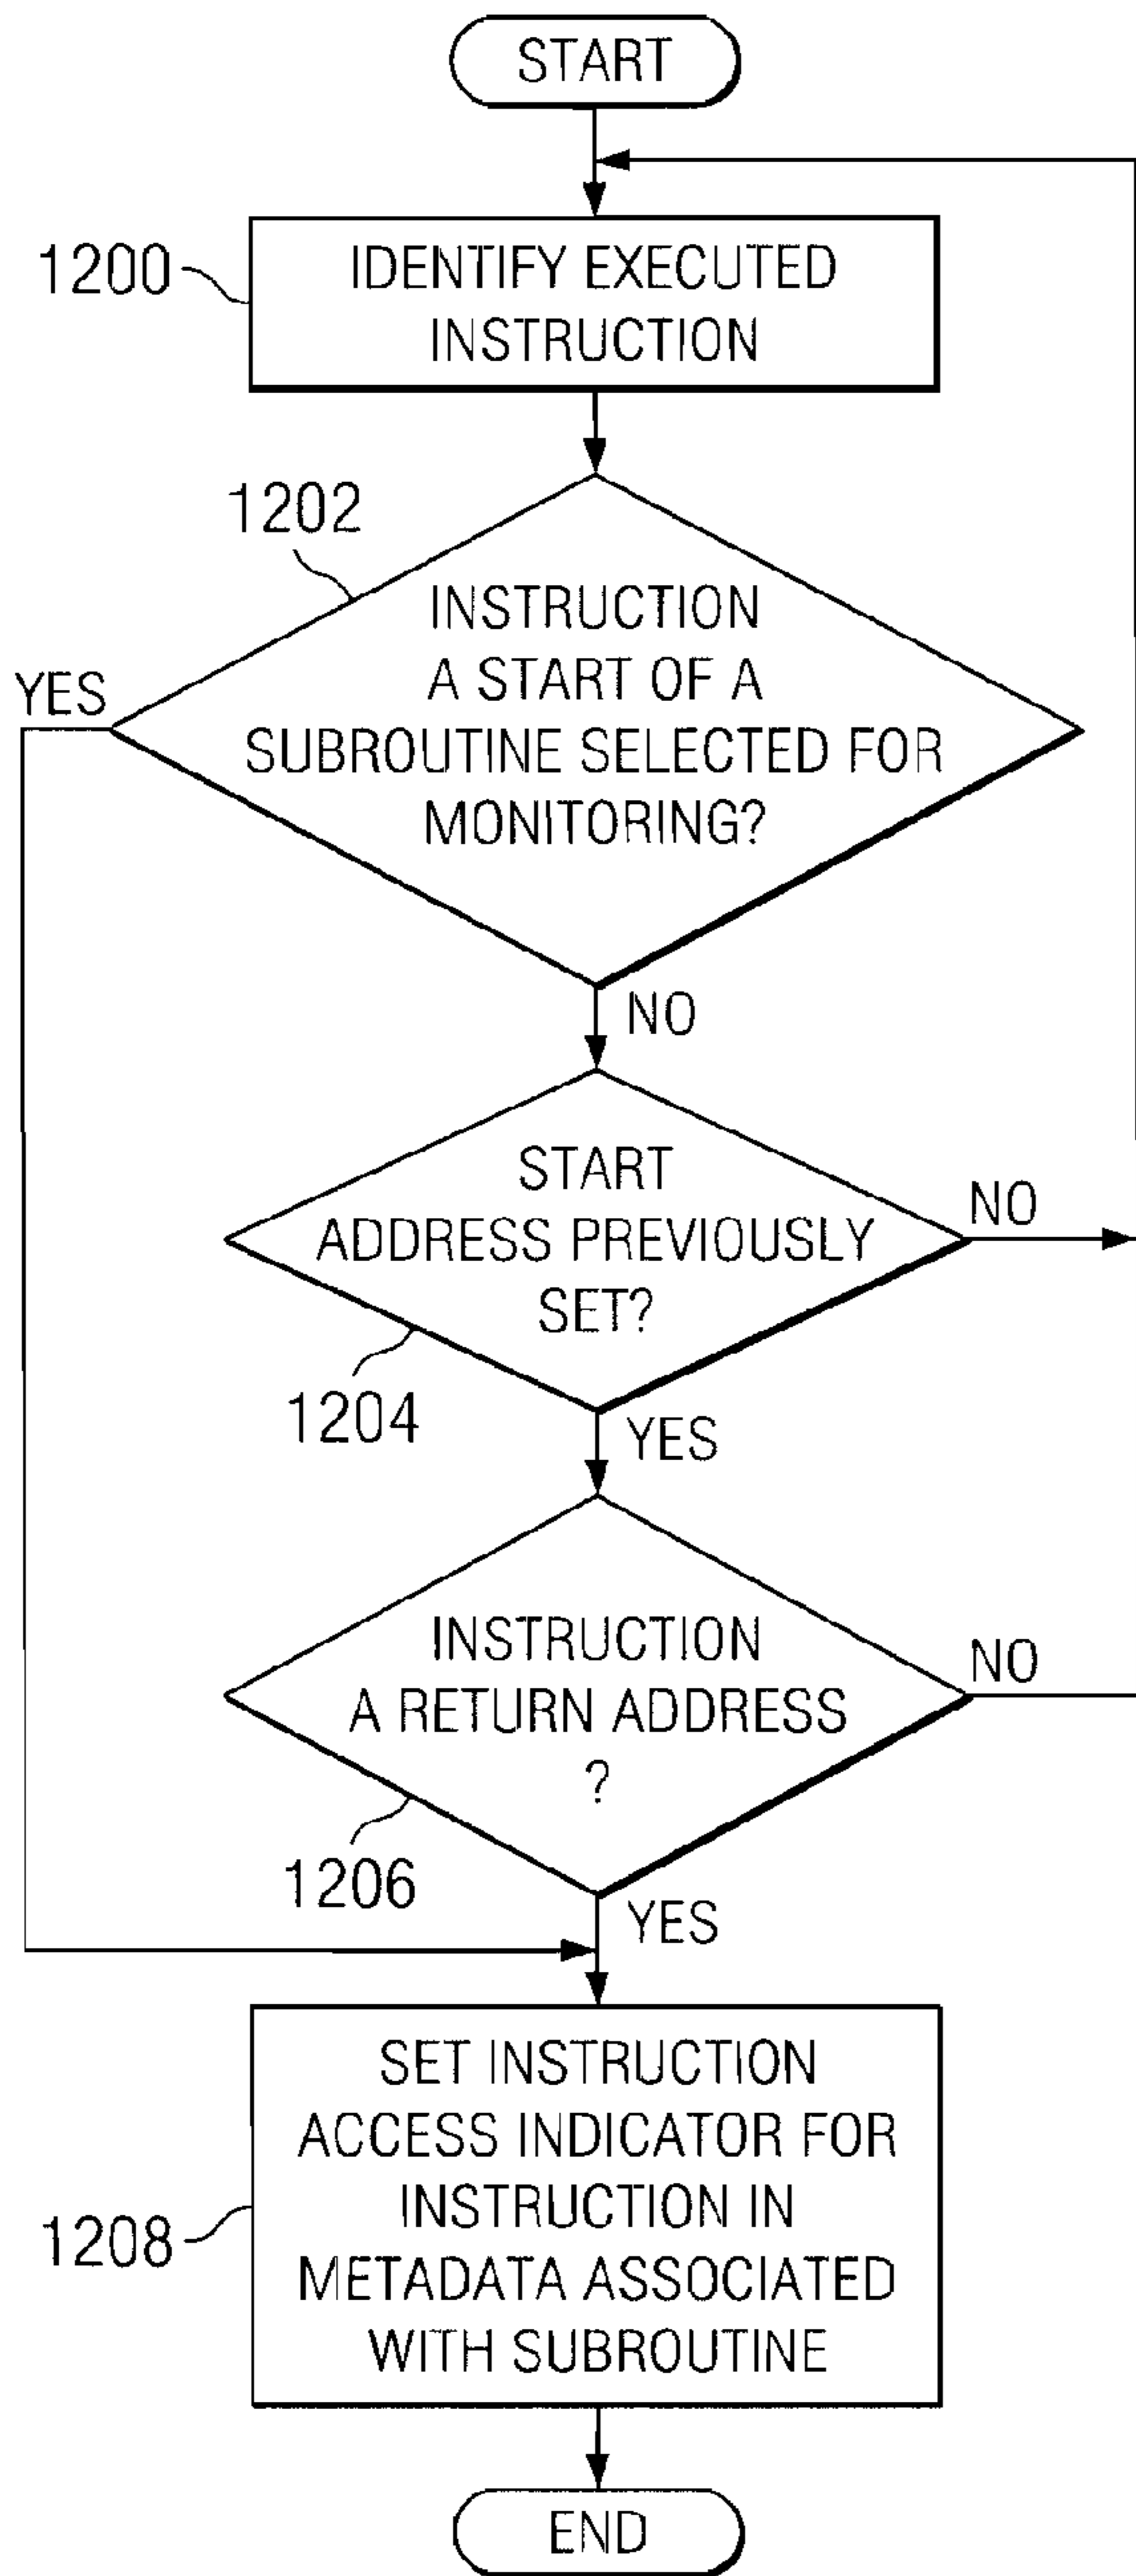 START
1200
IDENTIFY EXECUTED
INSTRUCTION
1202
INSTRUCTION
A START OF A
SUBROUTINE SELECTED FOR
MONITORING?
YES
NO
START
ADDRESS PREVIOUSLY
SET?
NO
1204
YES
INSTRUCTION
A RETURN ADDRESS
?
NO
1206
YES
SET INSTRUCTION
ACCESS INDICATOR FOR
INSTRUCTION IN
METADATA ASSOCIATED
WITH SUBROUTINE
1208
END